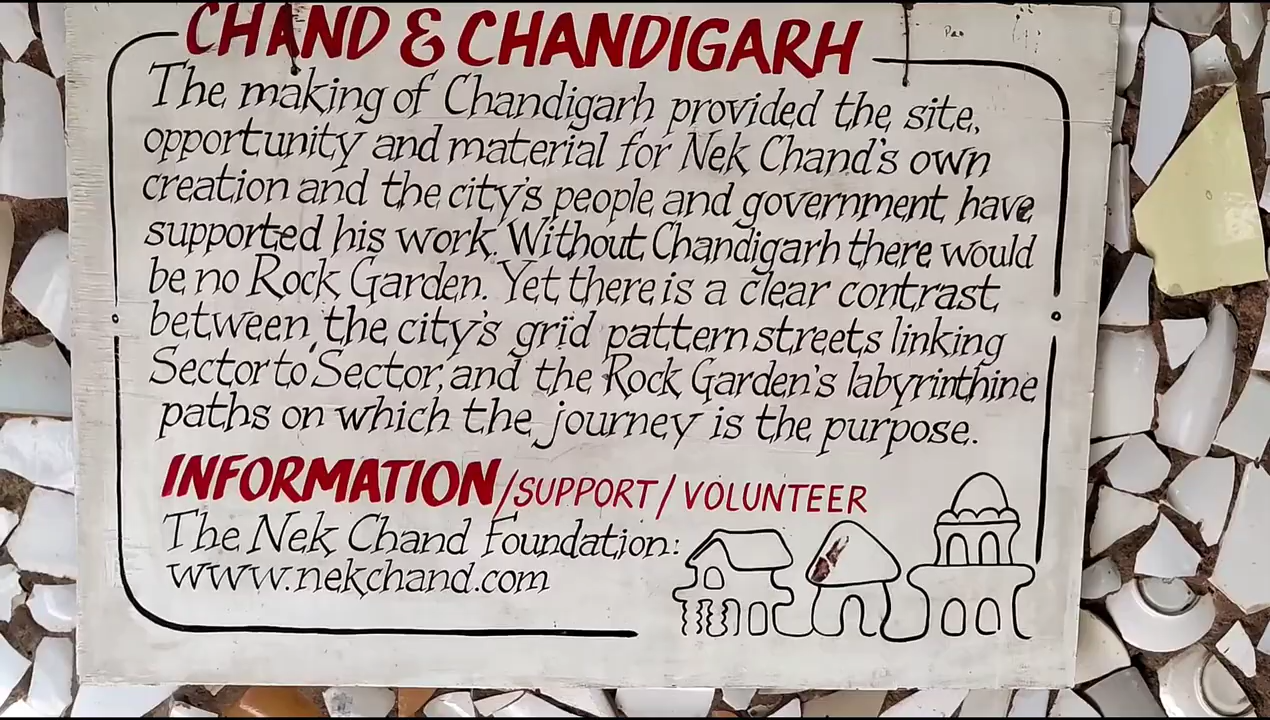 CHAND & CHANDIGARH
The making of Chandigarh provided the site,
opportunity and material for Nek Chand's own
creation and the city's people and government have
supported his work. Without Chandigarh there would
be no Rock Garden. Yet there is a clear contrast
between the city's grid pattern streets linking
Sector to Sector, and the Rock Garden's labyrinthine
paths on which the journey is the purpose.
INFORMATION/SUPPORT/VOLUNTEER
The Nek Chand Foundation:
www.nekchand.com